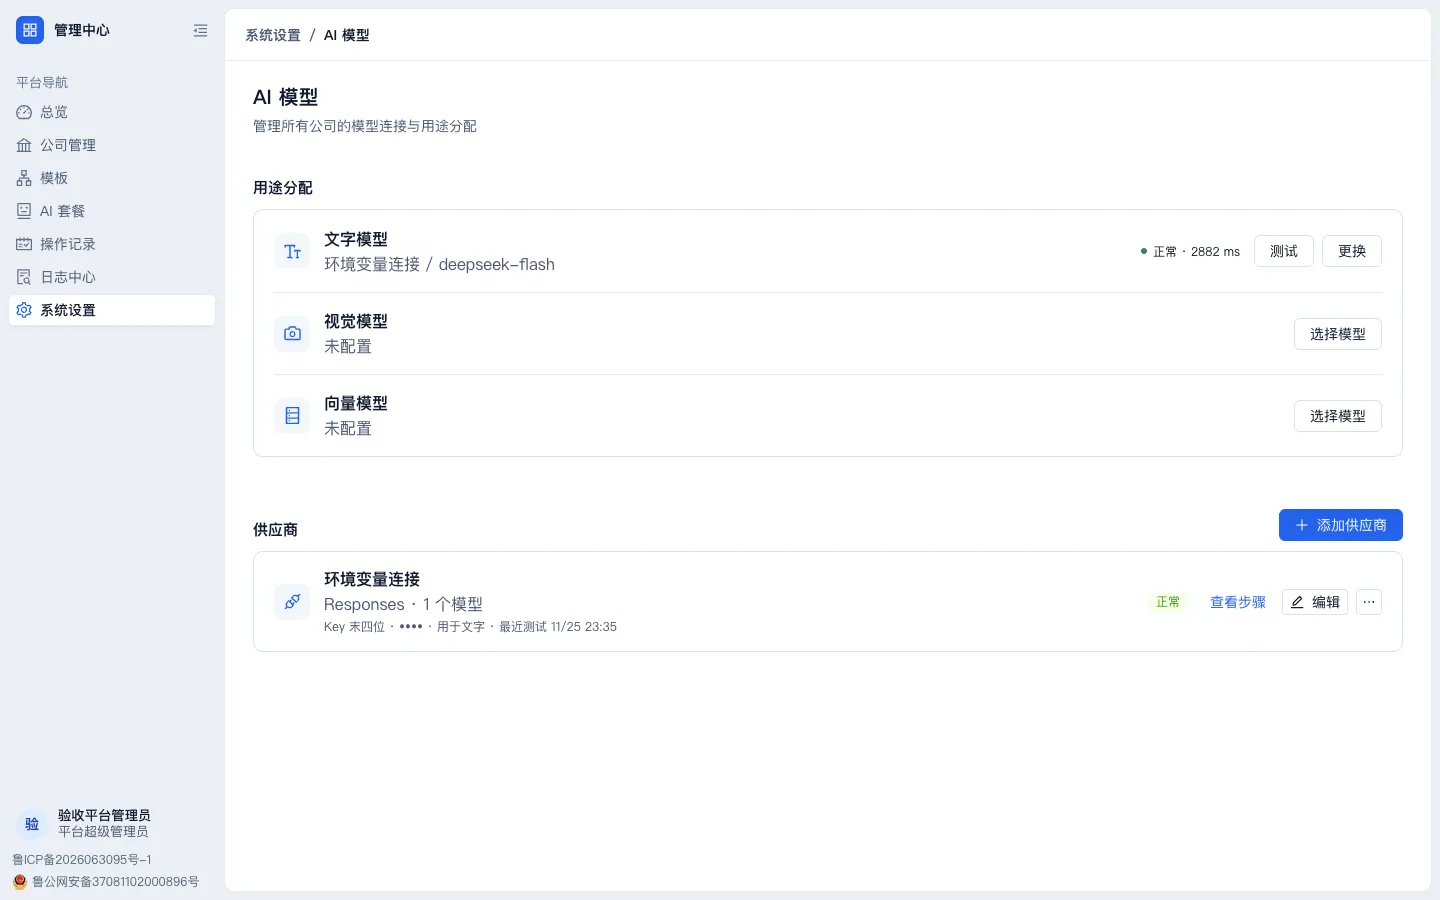 管理中心
平台导航
总览
公司管理
模板
AI 套餐
操作记录
日志中心
系统设置
验
验收平台管理员
平台超级管理员
鲁ICP备2026063095号-1
鲁公网安备37081102000896号
系统设置 / AI 模型
AI 模型
管理所有公司的模型连接与用途分配
用途分配
文字模型
环境变量连接 / deepseek-flash
正常 · 2882 ms
测试
更换
视觉模型
未配置
选择模型
向量模型
未配置
选择模型
供应商
添加供应商
环境变量连接
Responses · 1 个模型
Key 末四位 · •••• · 用于文字 · 最近测试 11/25 23:35
正常
查看步骤
编辑
···